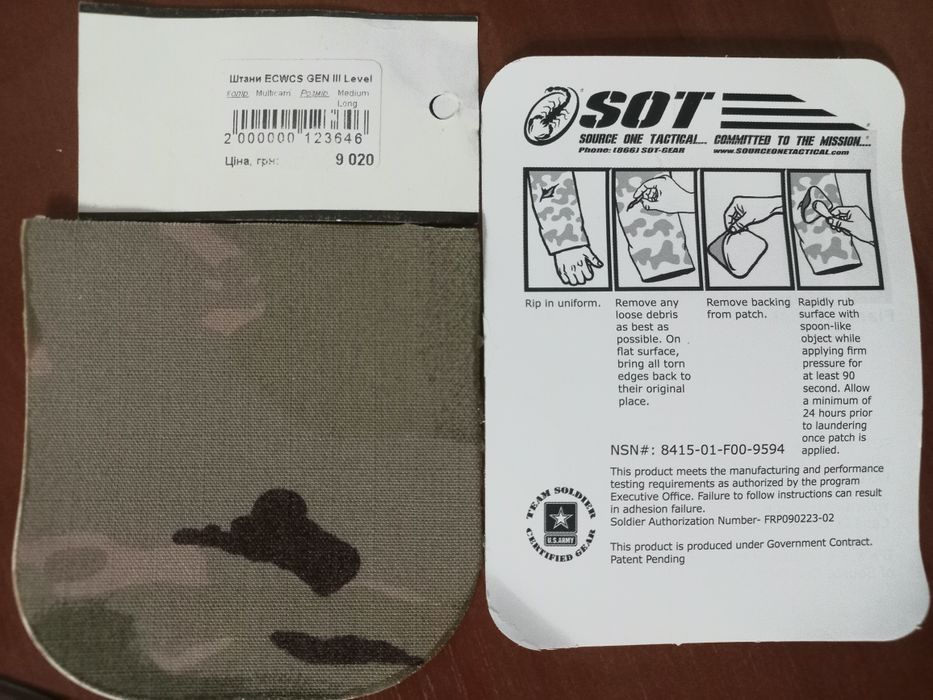 Штани ECWCS GEN III Level
Колір: Multicam Розмір: Medium
Long
2 000000 123646
Ціна, грн: 9 020
SOT
SOURCE ONE TACTICAL.... COMMITTED TO THE MISSION....
Phone: (866) SOT-GEAR www.SOURCEONETACTICAL.com
Rip in uniform.
Remove any
loose debris
as best as
possible. On
flat surface,
bring all torn
edges back to
their original
place.
Remove backing
from patch.
Rapidly rub
surface with
spoon-like
object while
applying firm
pressure for
at least 90
second. Allow
a minimum of
24 hours prior
to laundering
once patch is
applied.
NSN#: 8415-01-F00-9594
This product meets the manufacturing and performance
testing requirements as authorized by the program
Executive Office. Failure to follow instructions can result
in adhesion failure.
Soldier Authorization Number- FRP090223-02
This product is produced under Government Contract.
Patent Pending
TEAM SOLDIER
U.S. ARMY
CERTIFIED GEAR